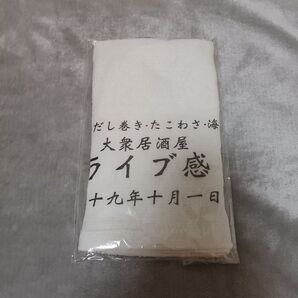 だし巻き・たこわさ・海
大衆居酒屋
ライブ感
十九年十月一日